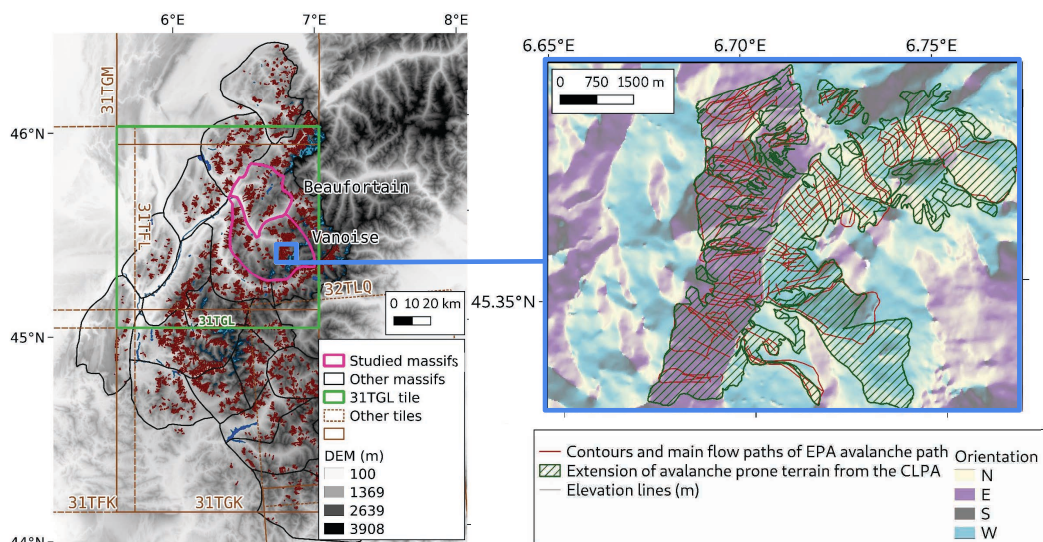 6°E 7°E 8°E
46°N
45°N
44°N
31TGM
31TFL
Beaufortain
Vanoise
32TLQ
31TGL
31TFK
31TGK
0 10 20 km
Studied massifs
Other massifs
31TGL tile
Other tiles
DEM (m)
100
1369
2639
3908
6.65°E 6.70°E 6.75°E
0 750 1500 m
45.35°N
Contours and main flow paths of EPA avalanche path
Extension of avalanche prone terrain from the CLPA
Elevation lines (m)
Orientation
N
E
S
W